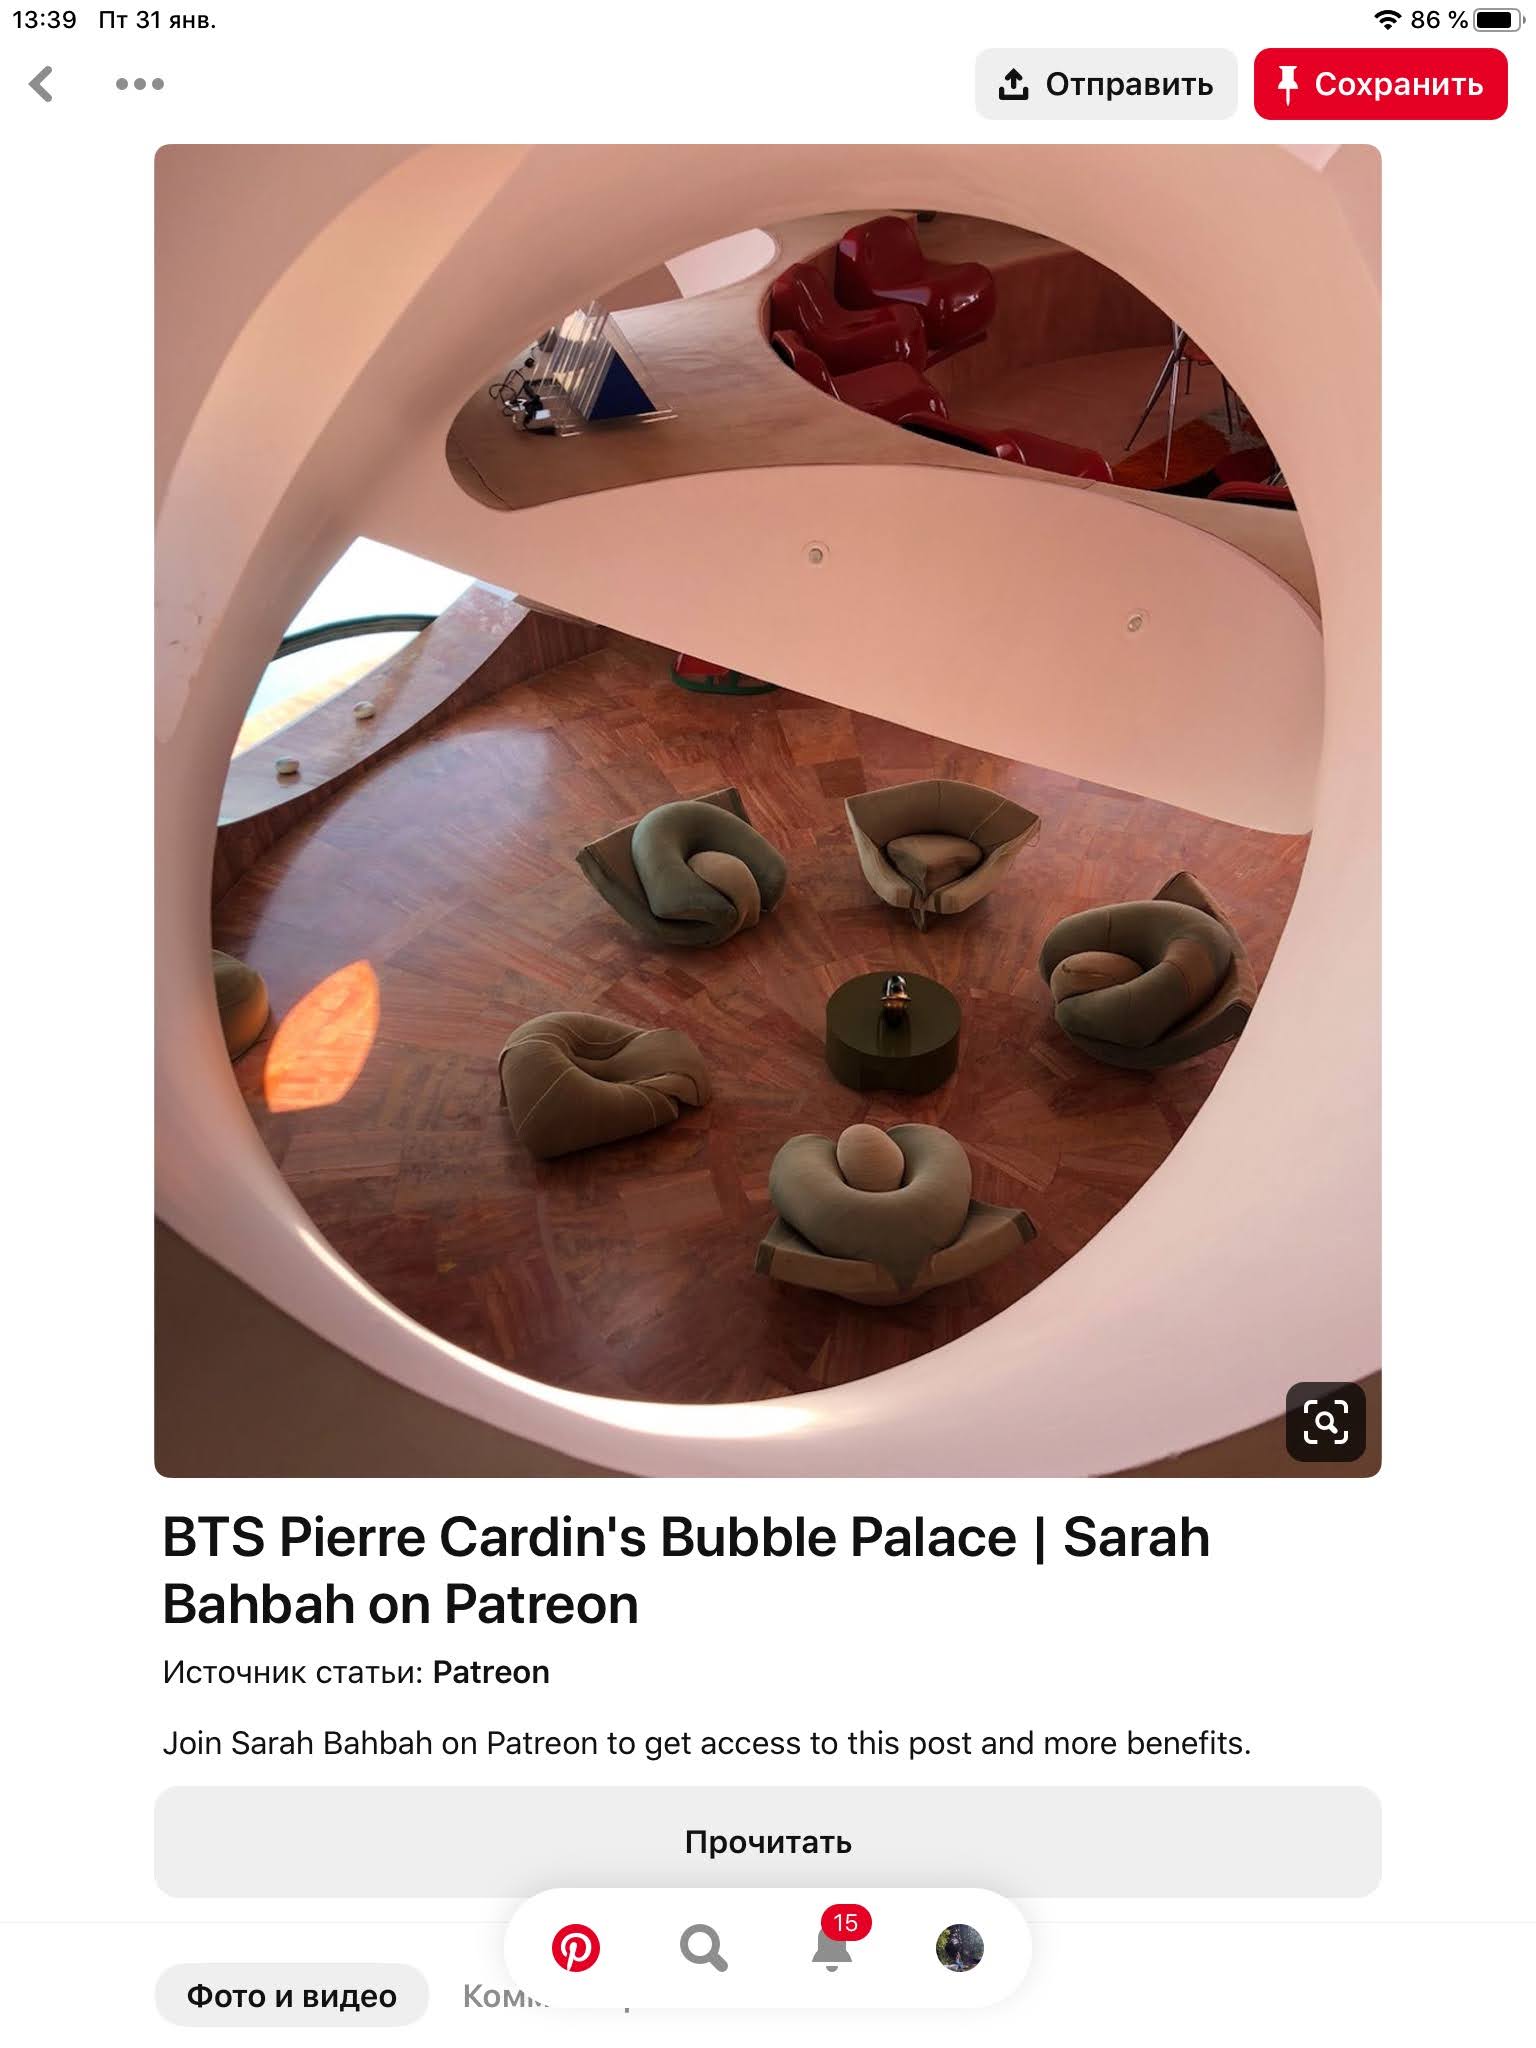 13:39 Пт 31 янв. 86 %
Отправить Сохранить
BTS Pierre Cardin's Bubble Palace | Sarah
Bahbah on Patreon
Источник статьи: Patreon
Join Sarah Bahbah on Patreon to get access to this post and more benefits.
Прочитать
15
Фото и видео